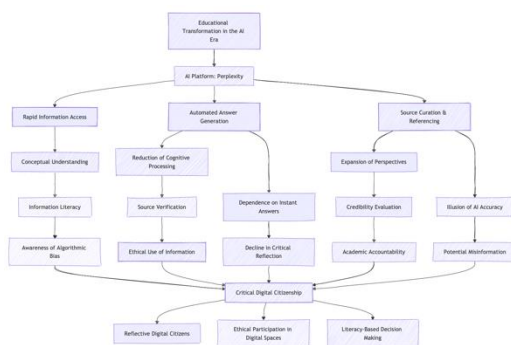 Educational
Transformation in the AI
Era
AI Platform: Perplexity
Rapid Information Access
Automated Answer
Generation
Source Curation &
Referencing
Conceptual Understanding
Reduction of Cognitive
Processing
Expansion of Perspectives
Information Literacy
Source Verification
Dependence on Instant
Answers
Credibility Evaluation
Illusion of AI Accuracy
Awareness of Algorithmic
Bias
Ethical Use of Information
Decline in Critical
Reflection
Academic Accountability
Potential Misinformation
Critical Digital Citizenship
Reflective Digital Citizens
Ethical Participation in
Digital Spaces
Literacy-Based Decision
Making